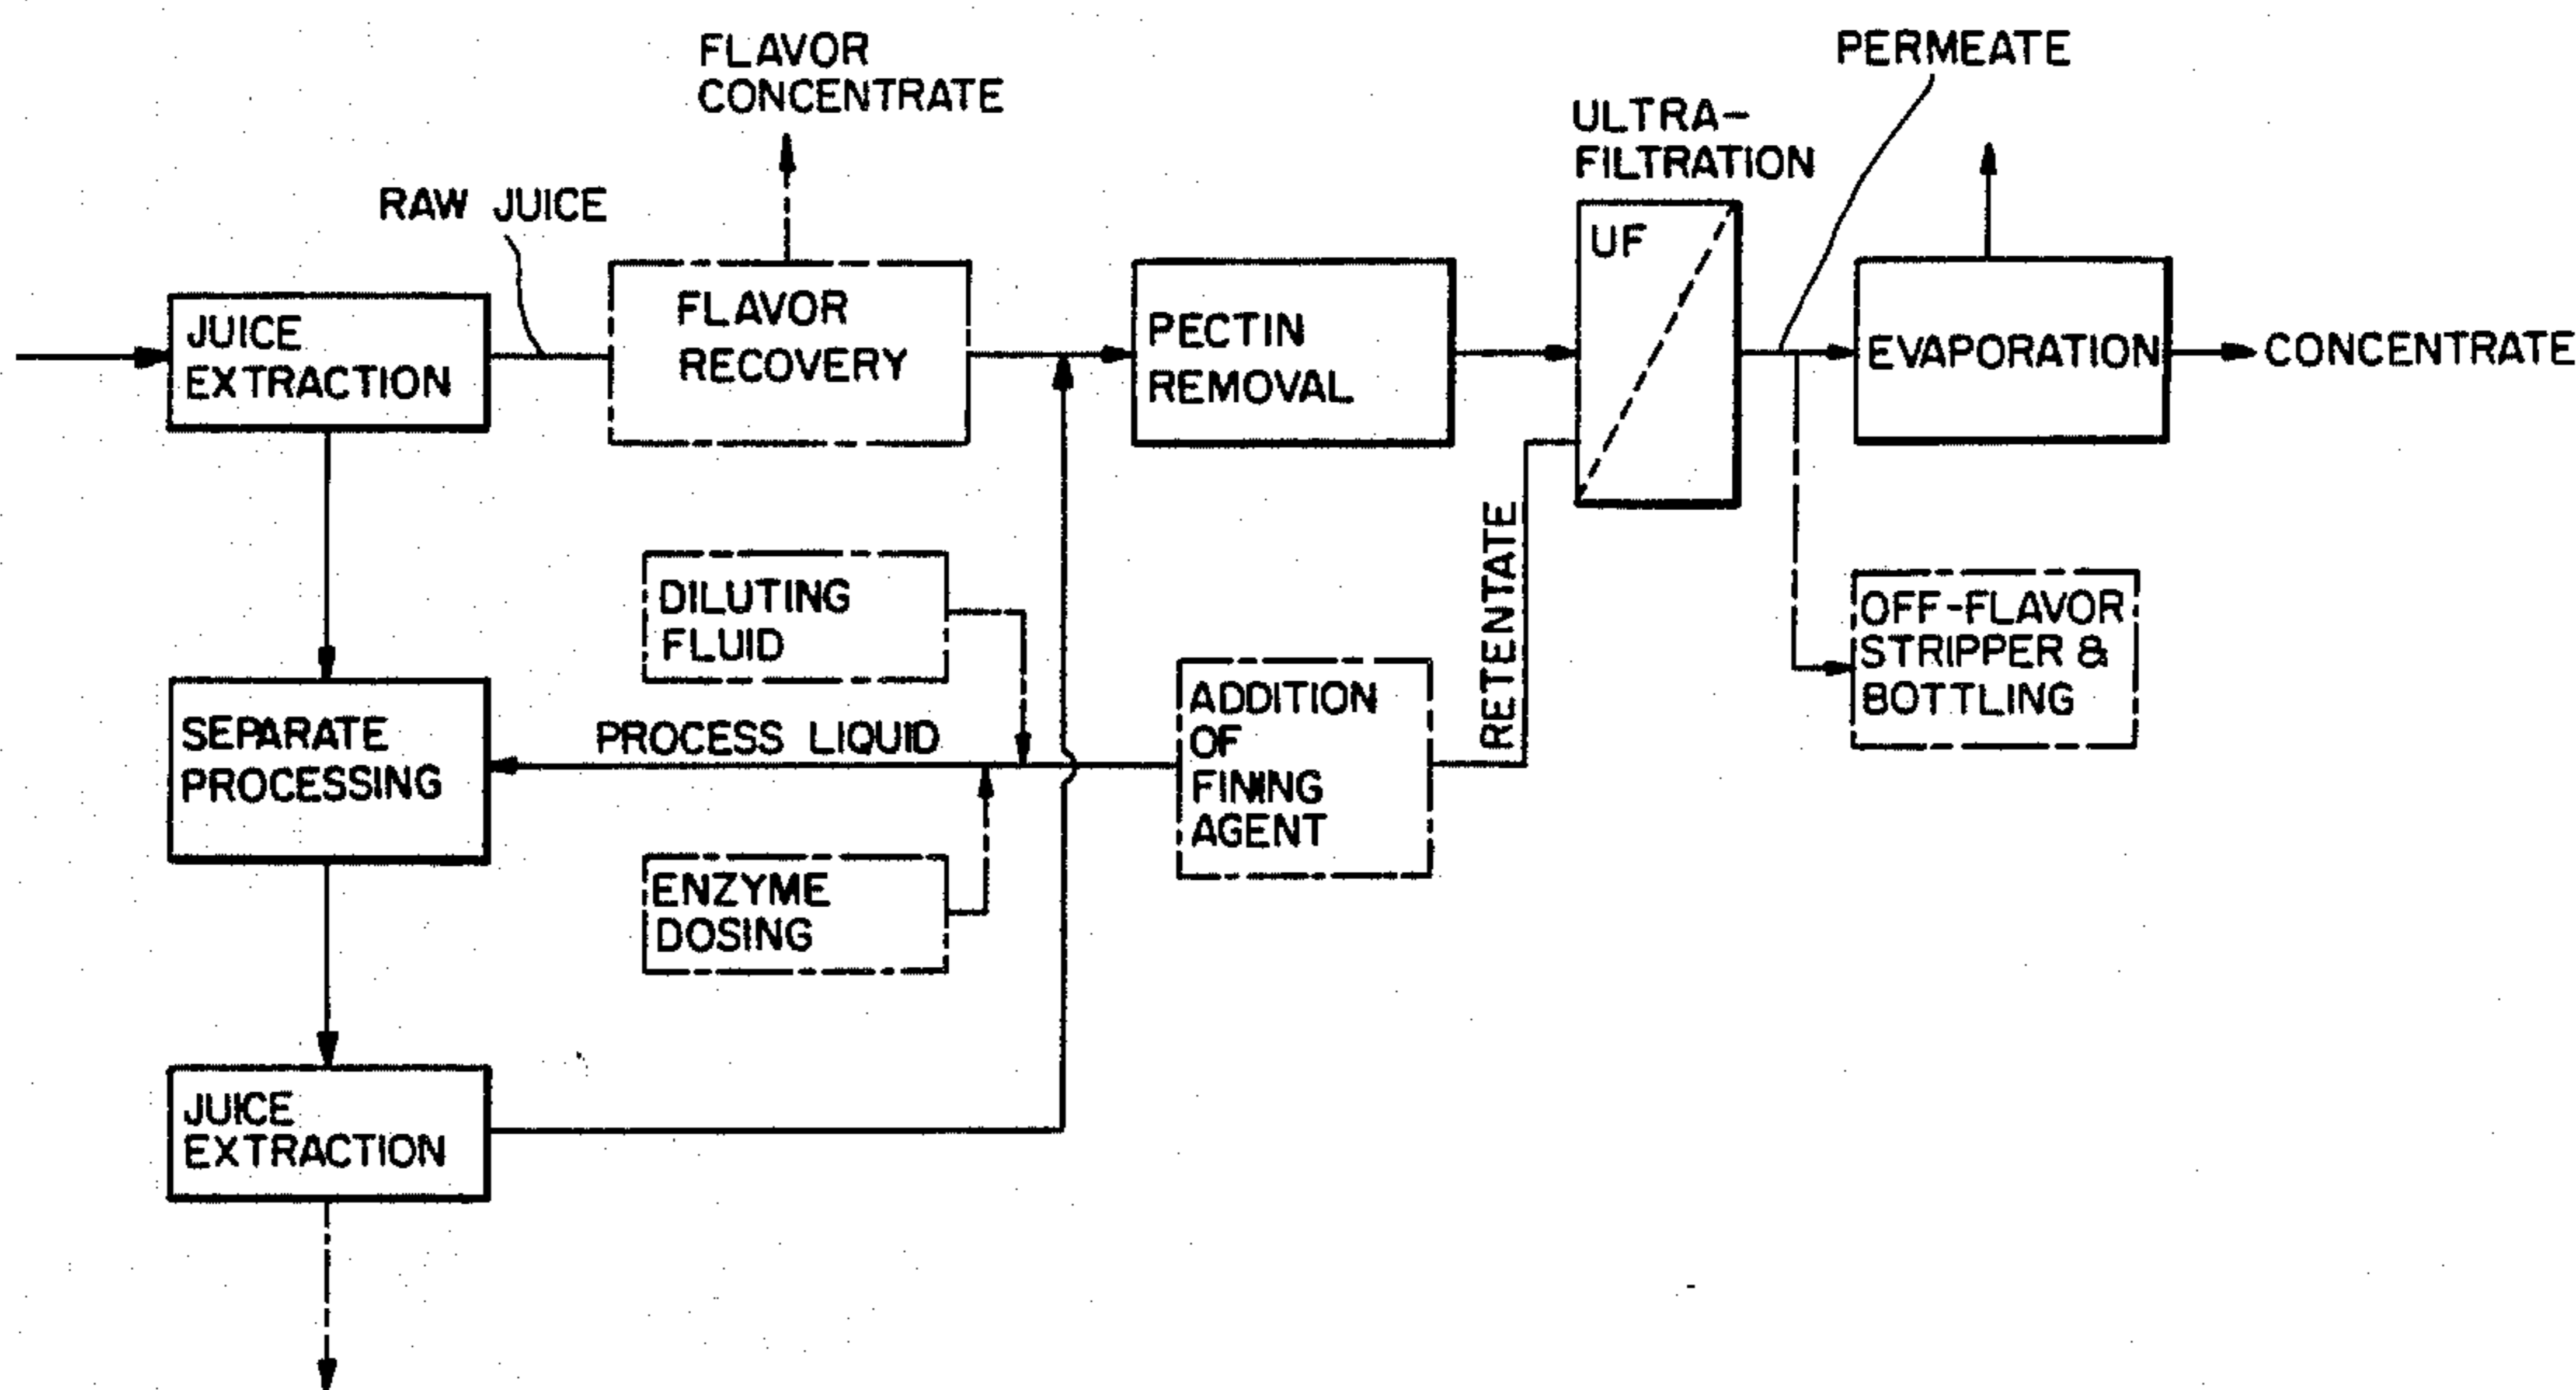 FLAVOR
CONCENTRATE
PERMEATE
ULTRA-
FILTRATION
RAW JUICE
UF
JUICE
EXTRACTION
FLAVOR
RECOVERY
PECTIN
REMOVAL
EVAPORATION
CONCENTRATE
DILUTING
FLUID
RETENTATE
OFF-FLAVOR
STRIPPER &
BOTTLING
SEPARATE
PROCESSING
PROCESS LIQUID
ADDITION
OF
FINING
AGENT
ENZYME
DOSING
JUICE
EXTRACTION